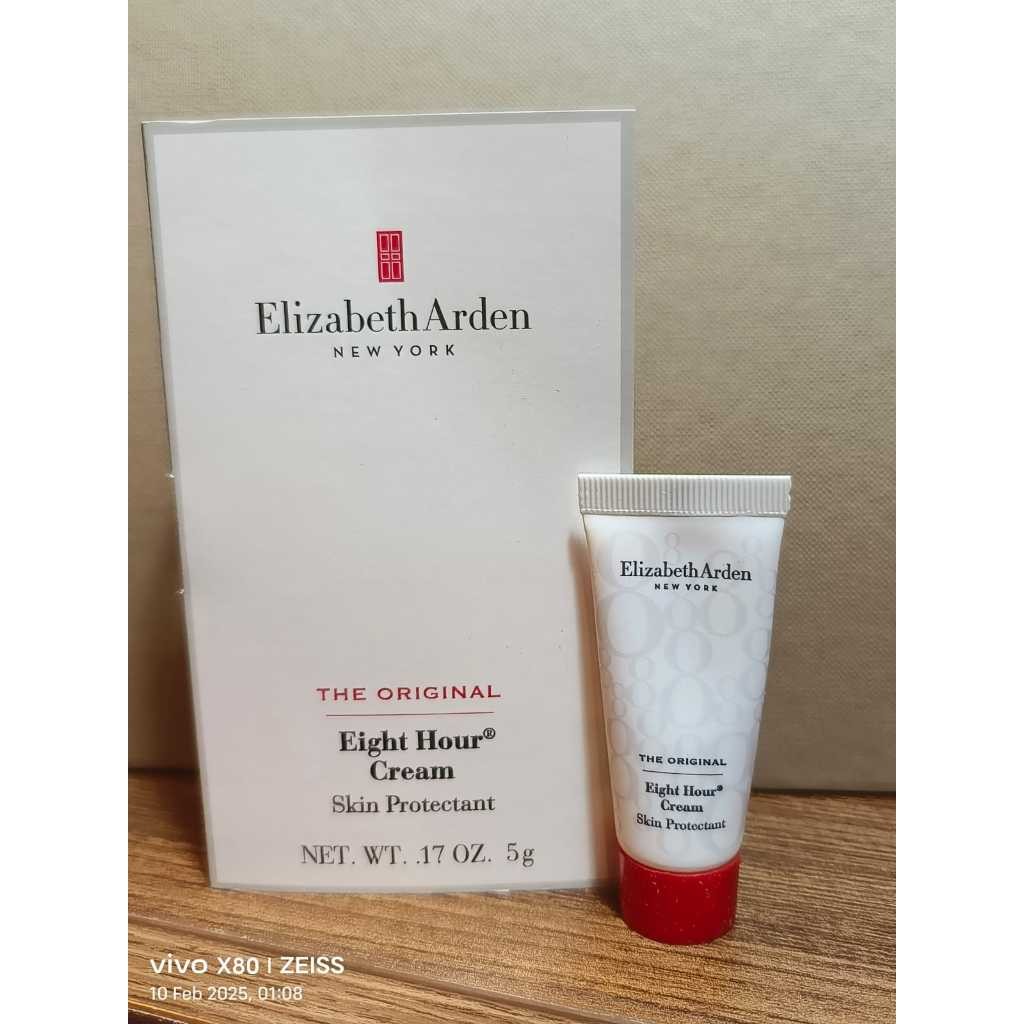 Elizabeth Arden
NEW YORK
THE ORIGINAL
Eight Hour®
Cream
Skin Protectant
NET. WT. .17 OZ. 5g
Elizabeth Arden
NEW YORK
THE ORIGINAL
Eight Hour®
Cream
Skin Protectant
vivo X80 | ZEISS
10 Feb 2025, 01:08